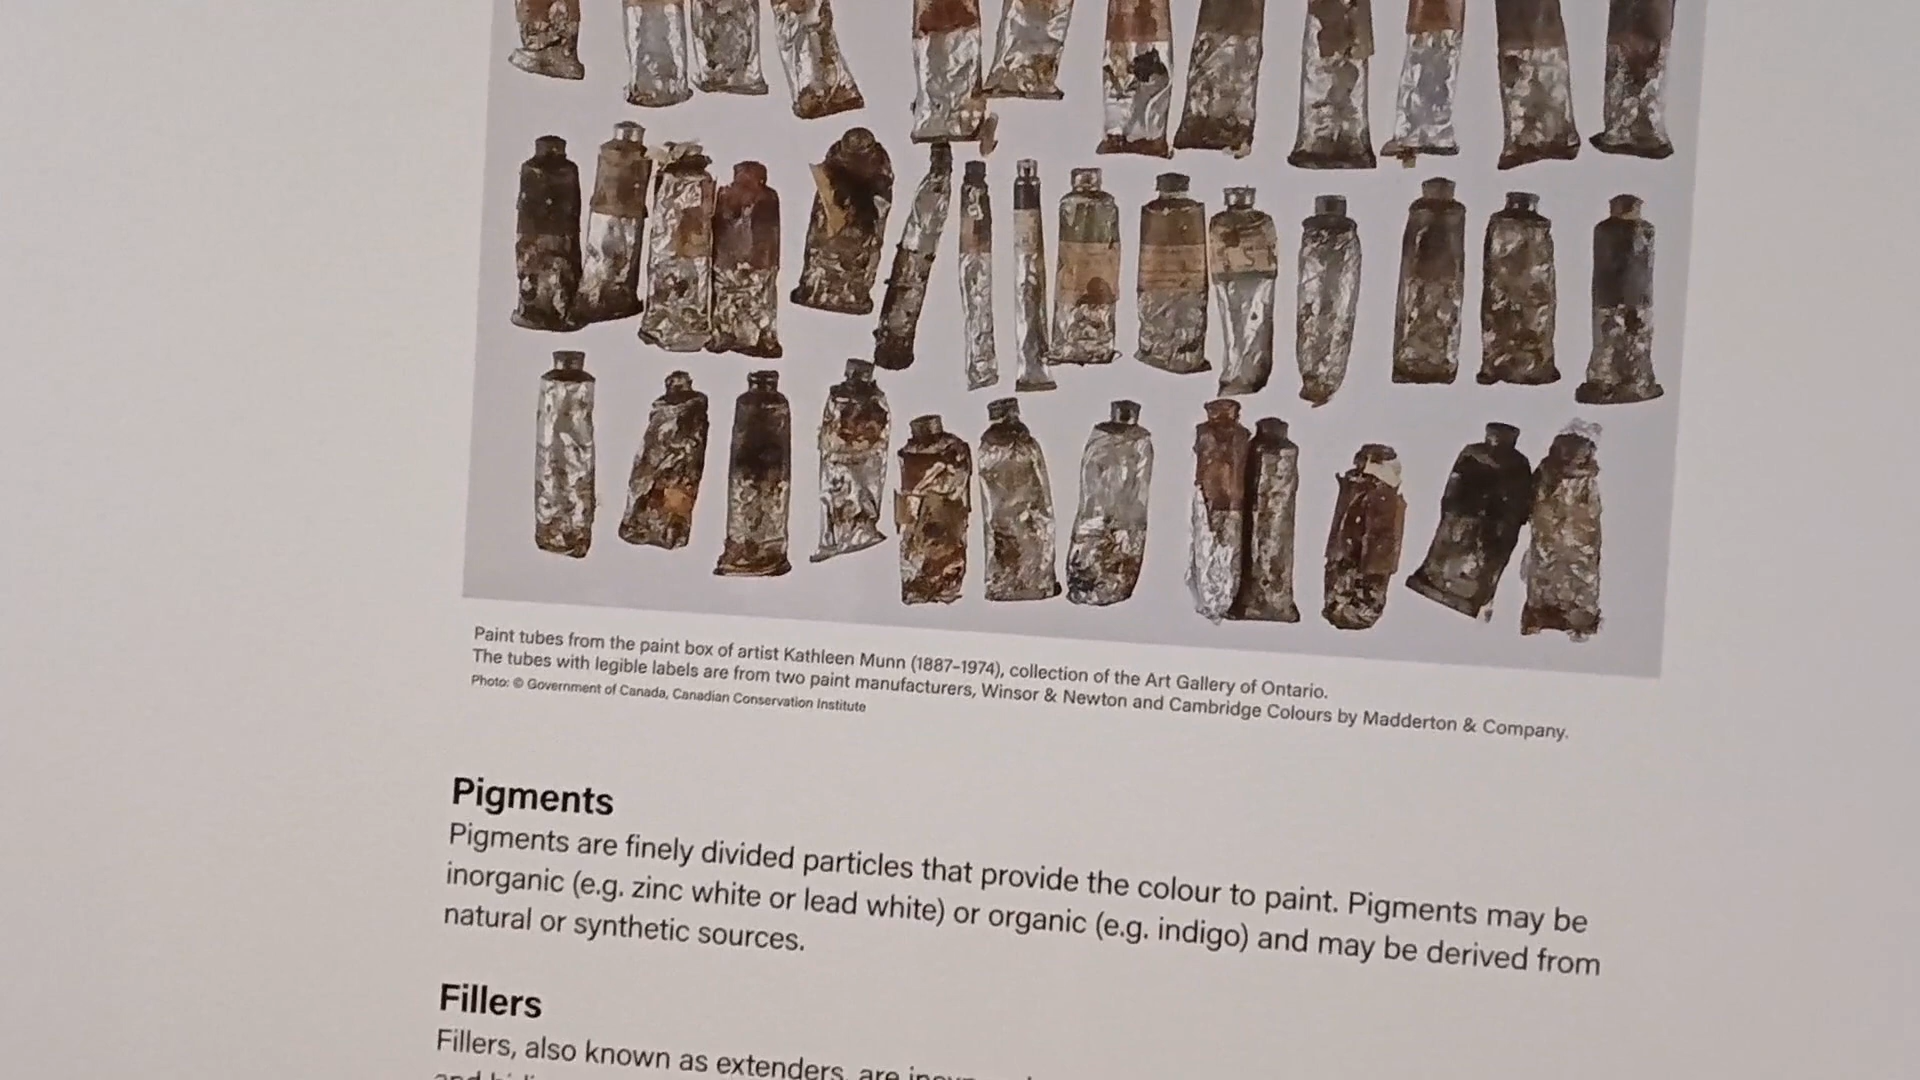 Paint tubes from the paint box of artist Kathleen Munn (1887–1974), collection of the Art Gallery of Ontario.
The tubes with legible labels are from two paint manufacturers, Winsor & Newton and Cambridge Colours by Madderton & Company.
Photo: © Government of Canada, Canadian Conservation Institute
Pigments
Pigments are finely divided particles that provide the colour to paint. Pigments may be
inorganic (e.g. zinc white or lead white) or organic (e.g. indigo) and may be derived from
natural or synthetic sources.
Fillers
Fillers, also known as extenders, are